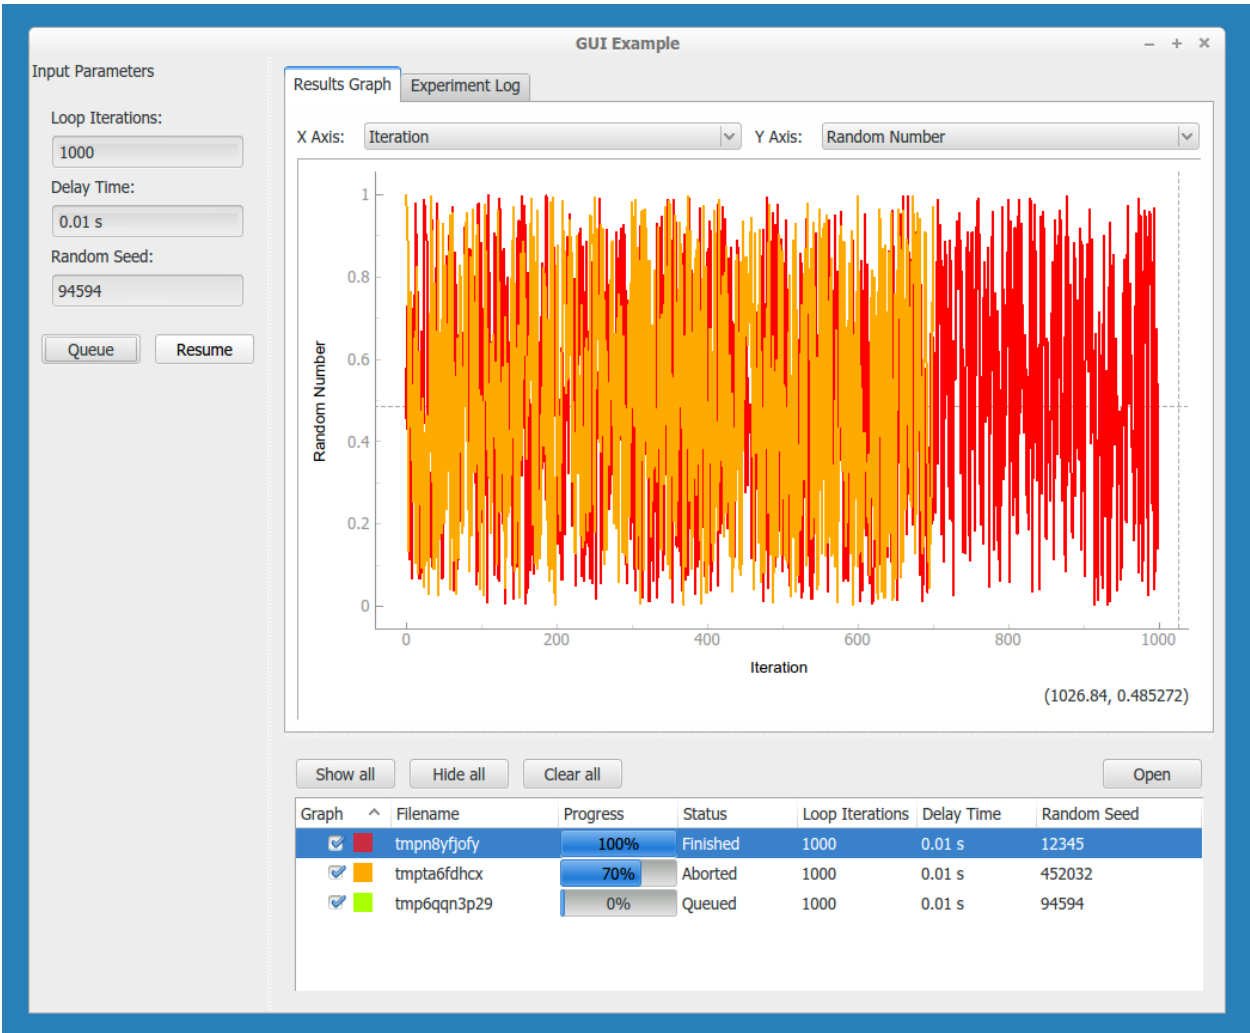 GUI Example
Input Parameters
Loop Iterations:
1000
Delay Time:
0.01 s
Random Seed:
94594
Queue Resume
Results Graph Experiment Log
X Axis: Iteration Y Axis: Random Number
1
0.8
0.6
0.4
0.2
0
Random Number
0 200 400 600 800 1000
Iteration
(1026.84, 0.485272)
Show all Hide all Clear all Open
Graph Filename Progress Status Loop Iterations Delay Time Random Seed
tmpn8yfjofy 100% Finished 1000 0.01 s 12345
tmpta6fdhcx 70% Aborted 1000 0.01 s 452032
tmp6qqn3p29 0% Queued 1000 0.01 s 94594